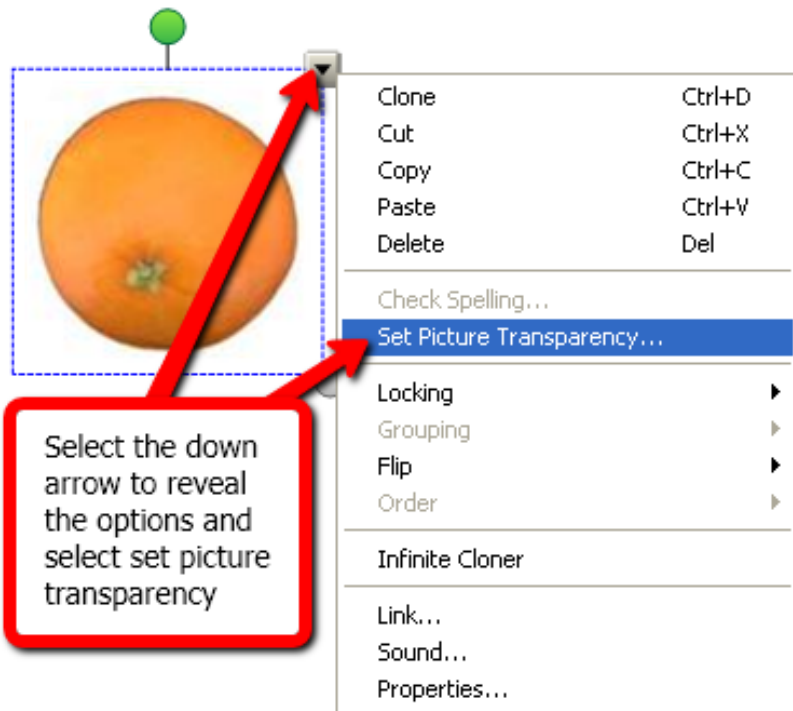 Clone Ctrl+D
Cut Ctrl+X
Copy Ctrl+C
Paste Ctrl+V
Delete Del
Check Spelling...
Set Picture Transparency...
Locking
Grouping
Flip
Order
Infinite Cloner
Link...
Sound...
Properties...
Select the down
arrow to reveal
the options and
select set picture
transparency